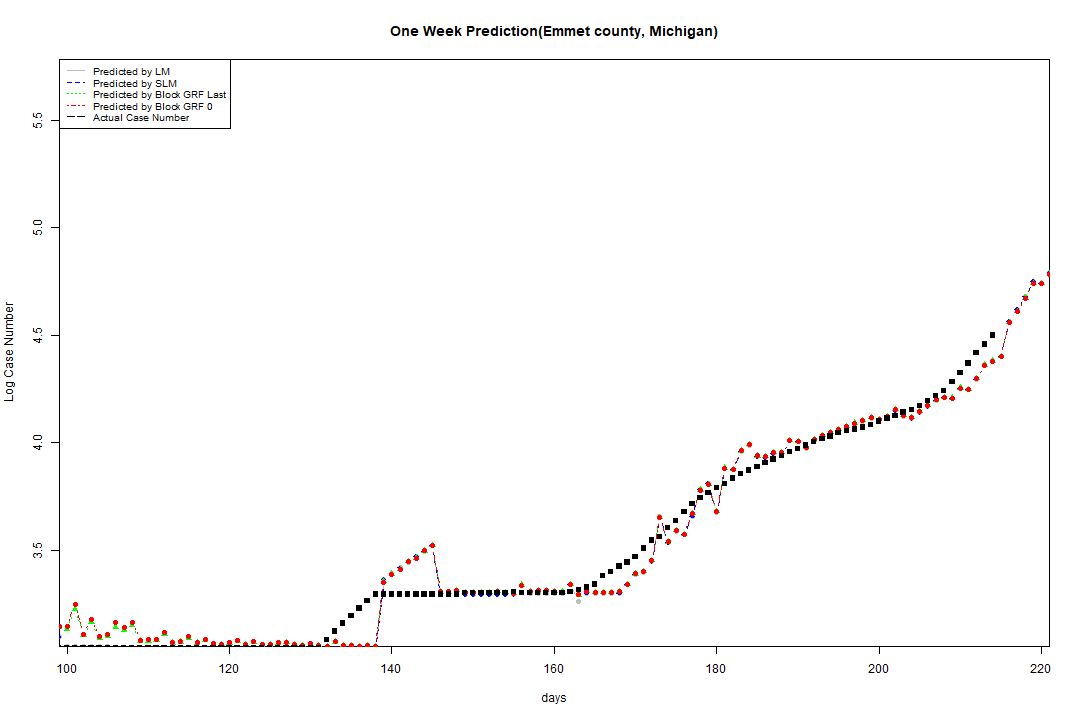 One Week Prediction(Emmet county, Michigan)
Predicted by LM
Predicted by SLM
Predicted by Block GRF Last
Predicted by Block GRF 0
Actual Case Number
5.5
5.0
4.5
4.0
3.5
Log Case Number
100 120 140 160 180 200 220
days